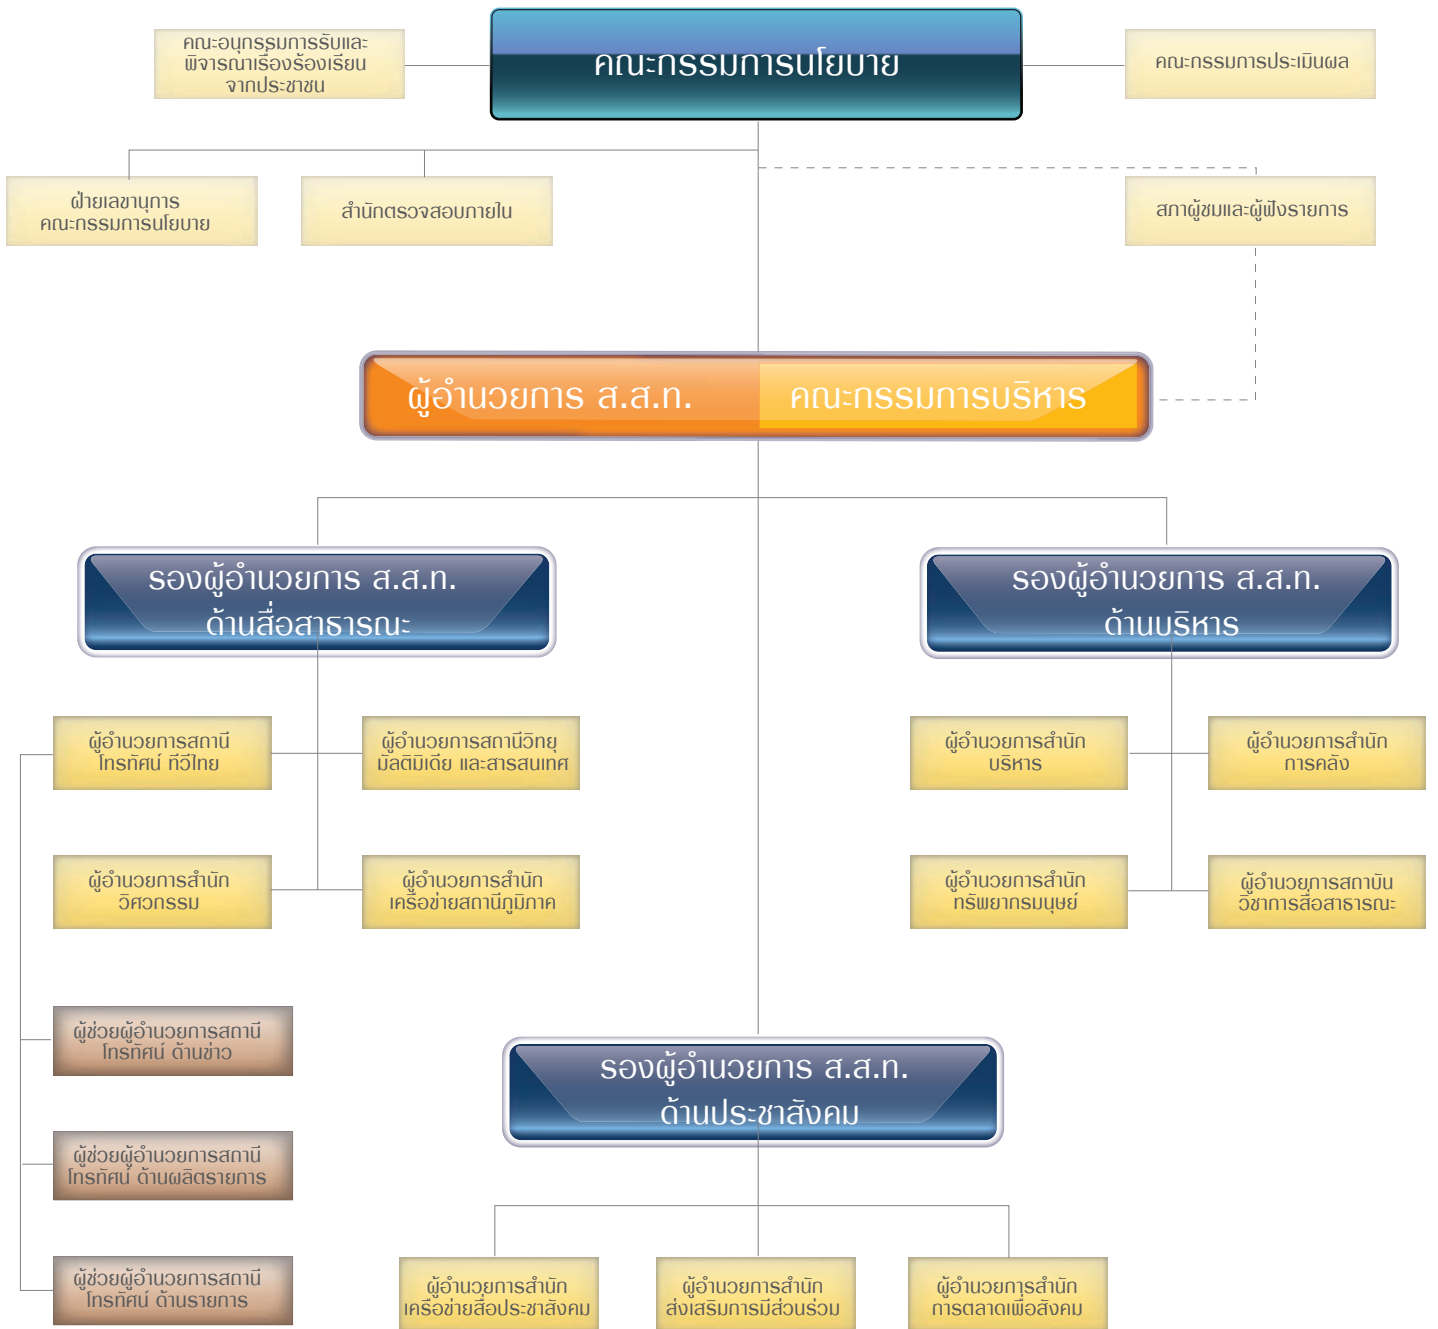 คณะอนุกรรมการรับและ
พิจารณาเรื่องร้องเรียน
จากประชาชน
คณะกรรมการนโยบาย
คณะกรรมการประเมินผล
ฝ่ายเลขานุการ
คณะกรรมการนโยบาย
สำนักตรวจสอบภายใน
สภาผู้ชมและผู้ฟังรายการ
ผู้อำนวยการ ส.ส.ท.
คณะกรรมการบริหาร
รองผู้อำนวยการ ส.ส.ท.
ด้านสื่อสาธารณะ
รองผู้อำนวยการ ส.ส.ท.
ด้านบริหาร
ผู้อำนวยการสถานี
โทรทัศน์ ทีวีไทย
ผู้อำนวยการสถานีวิทยุ
มัลติมิเดีย และสารสนเทศ
ผู้อำนวยการสำนัก
บริหาร
ผู้อำนวยการสำนัก
การคลัง
ผู้อำนวยการสำนัก
วิศวกรรม
ผู้อำนวยการสำนัก
เครือข่ายสถานีภูมิภาค
ผู้อำนวยการสำนัก
ทรัพยากรมนุษย์
ผู้อำนวยการสถาบัน
วิชาการสื่อสาธารณะ
ผู้ช่วยผู้อำนวยการสถานี
โทรทัศน์ ด้านข่าว
รองผู้อำนวยการ ส.ส.ท.
ด้านประชาสังคม
ผู้ช่วยผู้อำนวยการสถานี
โทรทัศน์ ด้านผลิตรายการ
ผู้ช่วยผู้อำนวยการสถานี
โทรทัศน์ ด้านรายการ
ผู้อำนวยการสำนัก
เครือข่ายสื่อประชาสังคม
ผู้อำนวยการสำนัก
ส่งเสริมการมีส่วนร่วม
ผู้อำนวยการสำนัก
การตลาดเพื่อสังคม